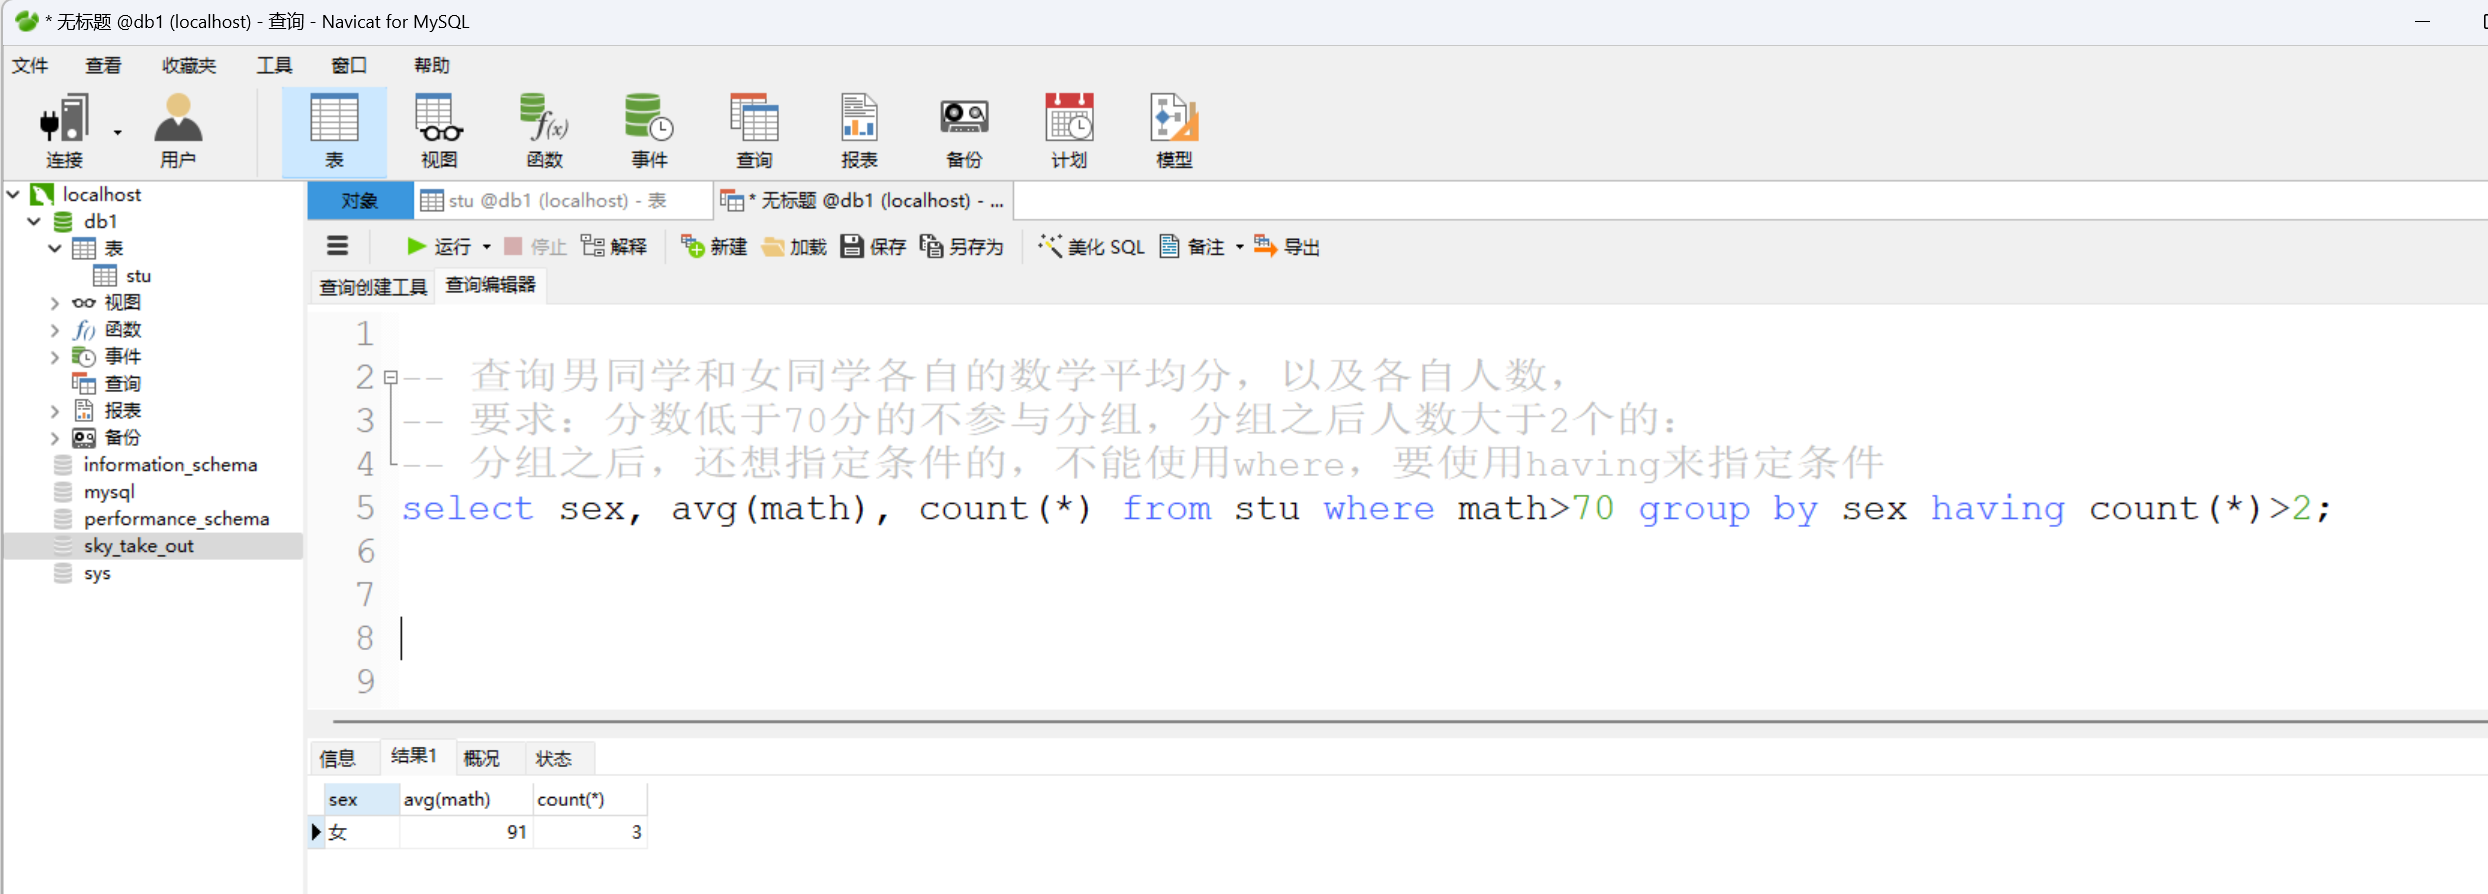 * 无标题 @db1 (localhost) - 查询 - Navicat for MySQL
文件 查看 收藏夹 工具 窗口 帮助
连接 用户 表 视图 函数 事件 查询 报表 备份 计划 模型
localhost
db1
表
stu
视图
函数
事件
查询
报表
备份
information_schema
mysql
performance_schema
sky_take_out
sys
对象 stu @db1 (localhost) - 表 * 无标题 @db1 (localhost) - ...
运行 停止 解释 新建 加载 保存 另存为 美化 SQL 备注 导出
查询创建工具 查询编辑器
1
2 -- 查询男同学和女同学各自的数学平均分，以及各自人数，
3 -- 要求：分数低于70分的不参与分组，分组之后人数大于2个的：
4 -- 分组之后，还想指定条件的，不能使用where，要使用having来指定条件
5 select sex, avg(math), count(*) from stu where math>70 group by sex having count(*)>2;
6
7
8
9
信息 结果1 概况 状态
sex avg(math) count(*)
女 91 3